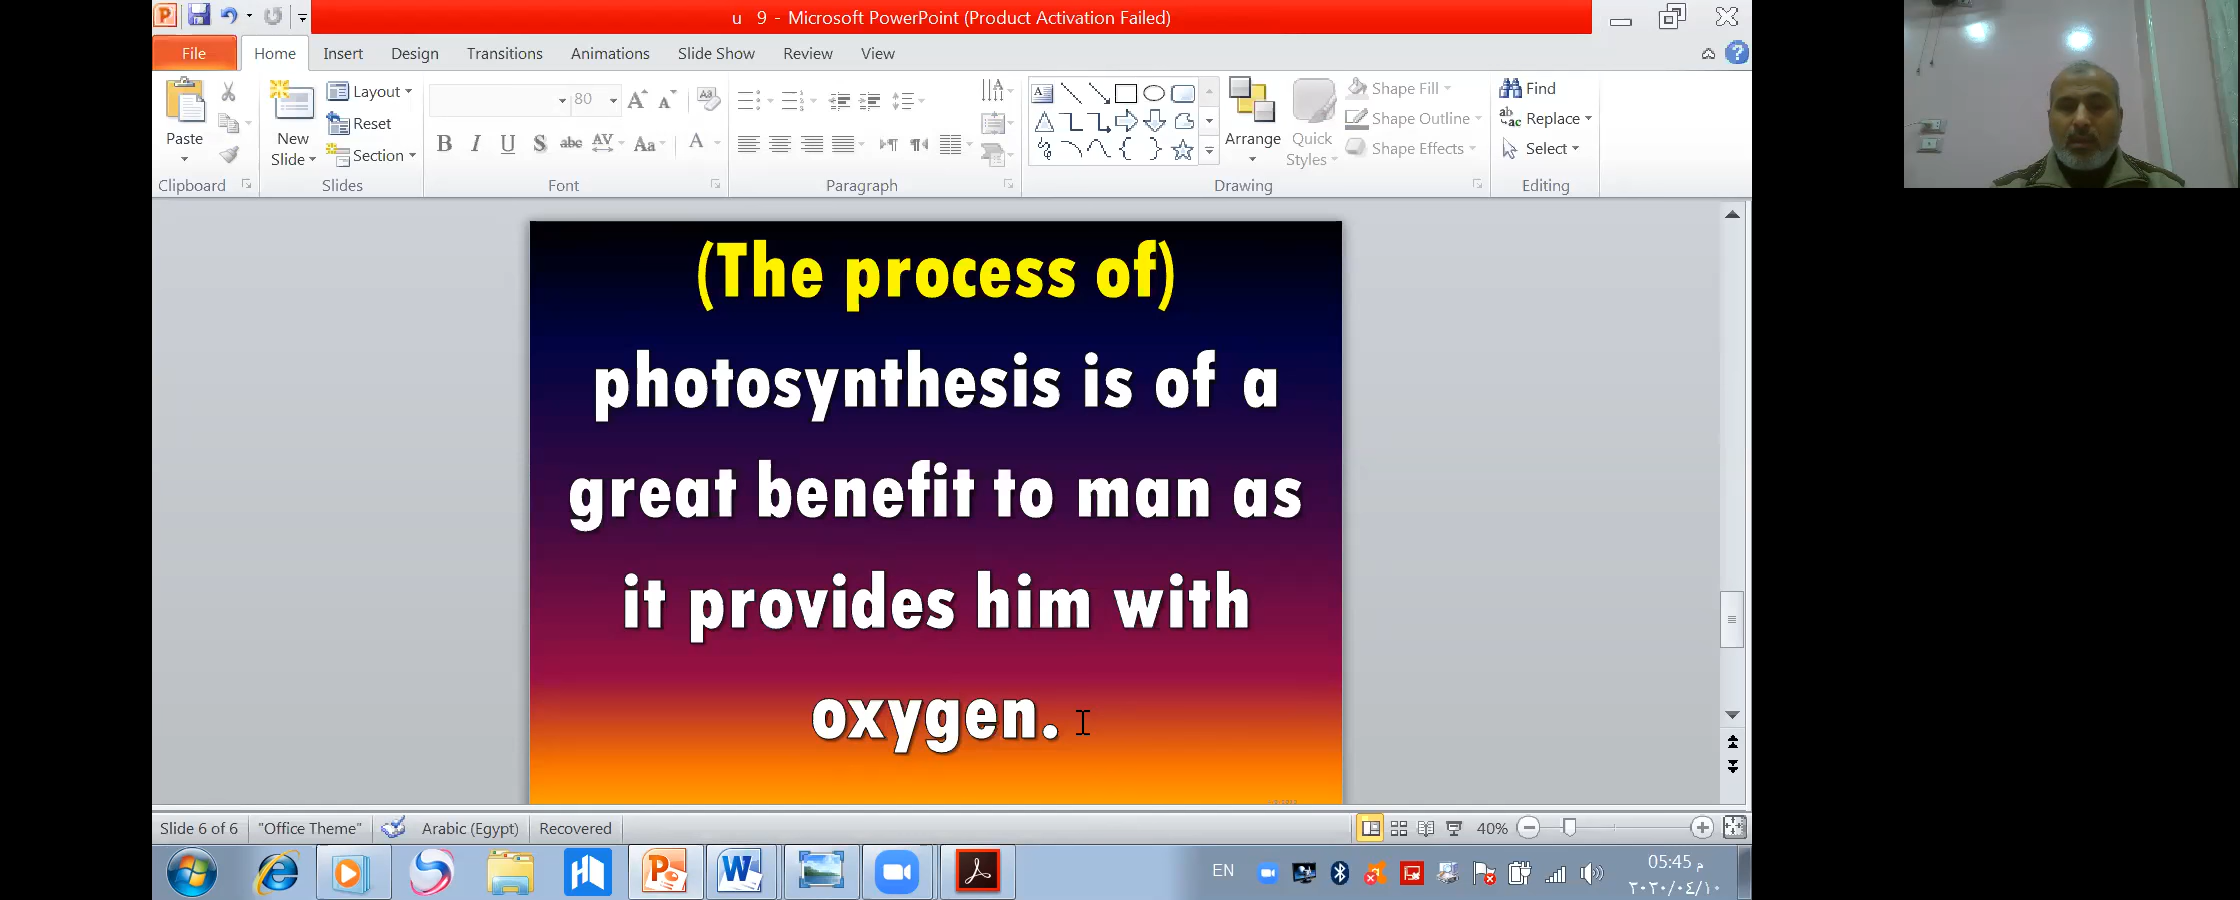 u 9 - Microsoft PowerPoint (Product Activation Failed)
File Home Insert Design Transitions Animations Slide Show Review View
Paste
Clipboard
New Slide
Layout
Reset
Section
Slides
80
B I U S abc AV Aa A
Font
Paragraph
Arrange
Quick Styles
Shape Fill
Shape Outline
Shape Effects
Drawing
Find
Replace
Select
Editing
(The process of)
photosynthesis is of a
great benefit to man as
it provides him with
oxygen.
Slide 6 of 6 "Office Theme" Arabic (Egypt) Recovered 40%
EN
05:45 م
٢٠٢٠/٠٤/١٠